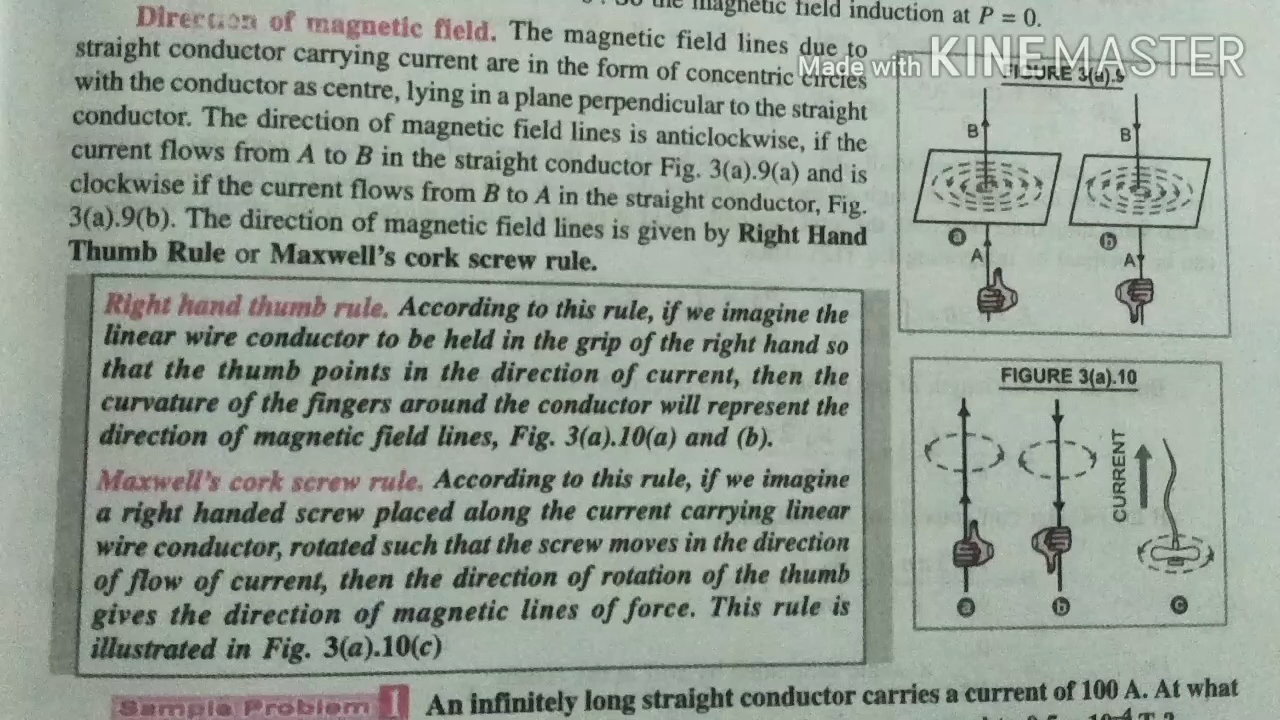 the magnetic field induction at P = 0.
Direction of magnetic field. The magnetic field lines due to
straight conductor carrying current are in the form of concentric circles
with the conductor as centre, lying in a plane perpendicular to the straight
conductor. The direction of magnetic field lines is anticlockwise, if the
current flows from A to B in the straight conductor Fig. 3(a).9(a) and is
clockwise if the current flows from B to A in the straight conductor, Fig.
3(a).9(b). The direction of magnetic field lines is given by Right Hand
Thumb Rule or Maxwell's cork screw rule.
Right hand thumb rule. According to this rule, if we imagine the
linear wire conductor to be held in the grip of the right hand so
that the thumb points in the direction of current, then the
curvature of the fingers around the conductor will represent the
direction of magnetic field lines, Fig. 3(a).10(a) and (b).
Maxwell's cork screw rule. According to this rule, if we imagine
a right handed screw placed along the current carrying linear
wire conductor, rotated such that the screw moves in the direction
of flow of current, then the direction of rotation of the thumb
gives the direction of magnetic lines of force. This rule is
illustrated in Fig. 3(a).10(c)
Sample Problem 1 An infinitely long straight conductor carries a current of 100 A. At what
Made with KINEMASTER
FIGURE 3(a).9
B B
a b
A A
FIGURE 3(a).10
CURRENT
a b c